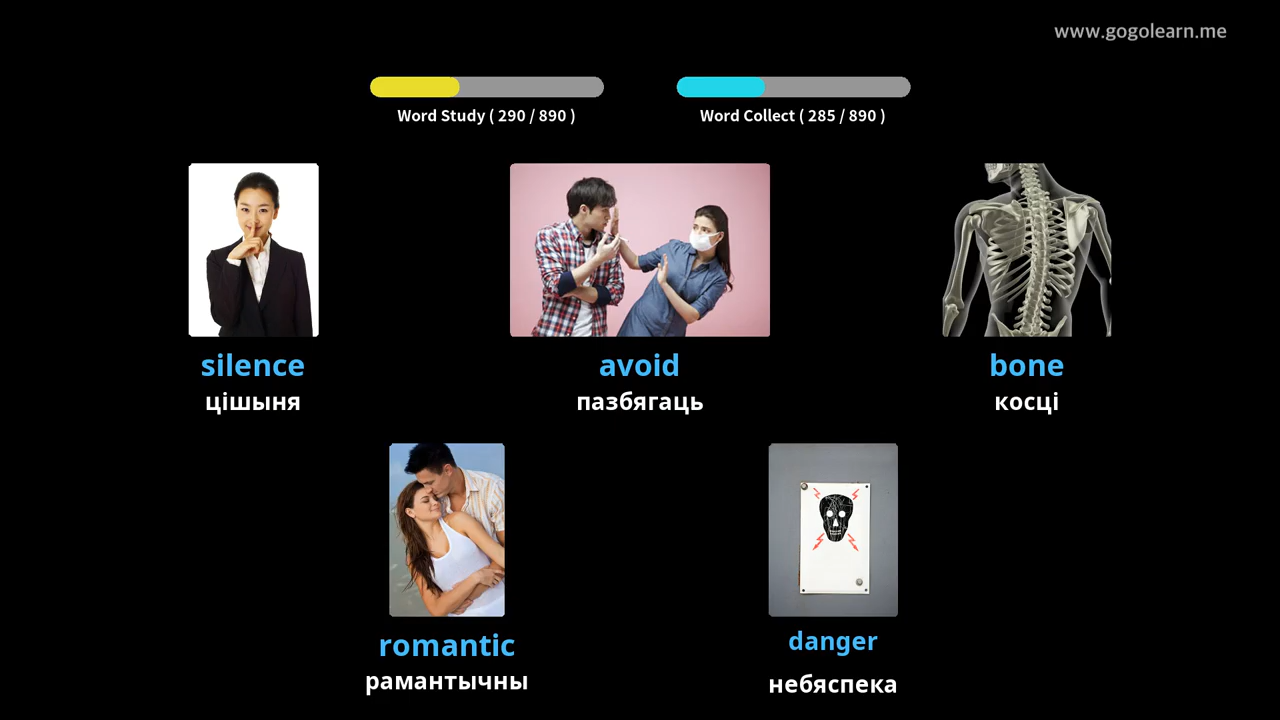 www.gogolearn.me
Word Study ( 290 / 890 )
Word Collect ( 285 / 890 )
silence
цішыня
avoid
пазбягаць
bone
косці
romantic
рамантычны
danger
небяспека